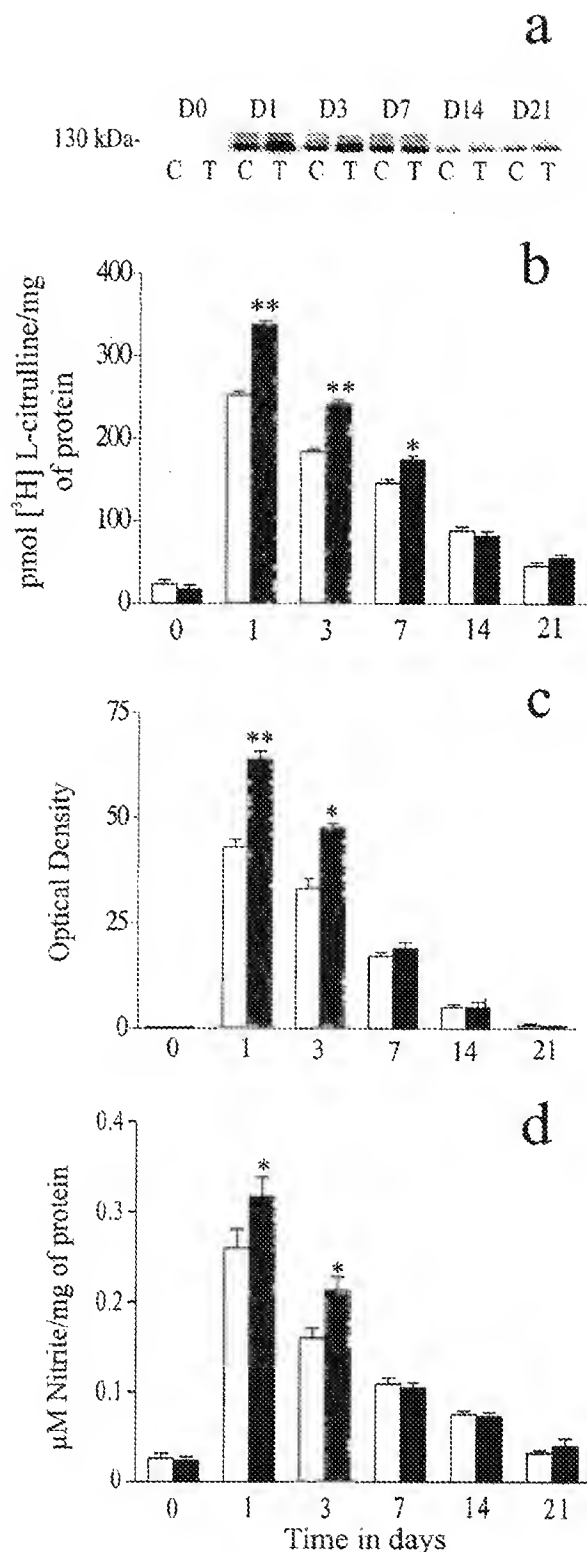 a
D0 D1 D3 D7 D14 D21
130 kDa-
C T C T C T C T C T C T
b
pmol [³H] L-citrulline/mg
of protein
400
300
200
100
0
**
**
*
0 1 3 7 14 21
c
Optical Density
75
50
25
0
**
*
0 1 3 7 14 21
d
µM Nitrite/mg of protein
0.4
0.3
0.2
0.1
0
*
*
0 1 3 7 14 21
Time in days